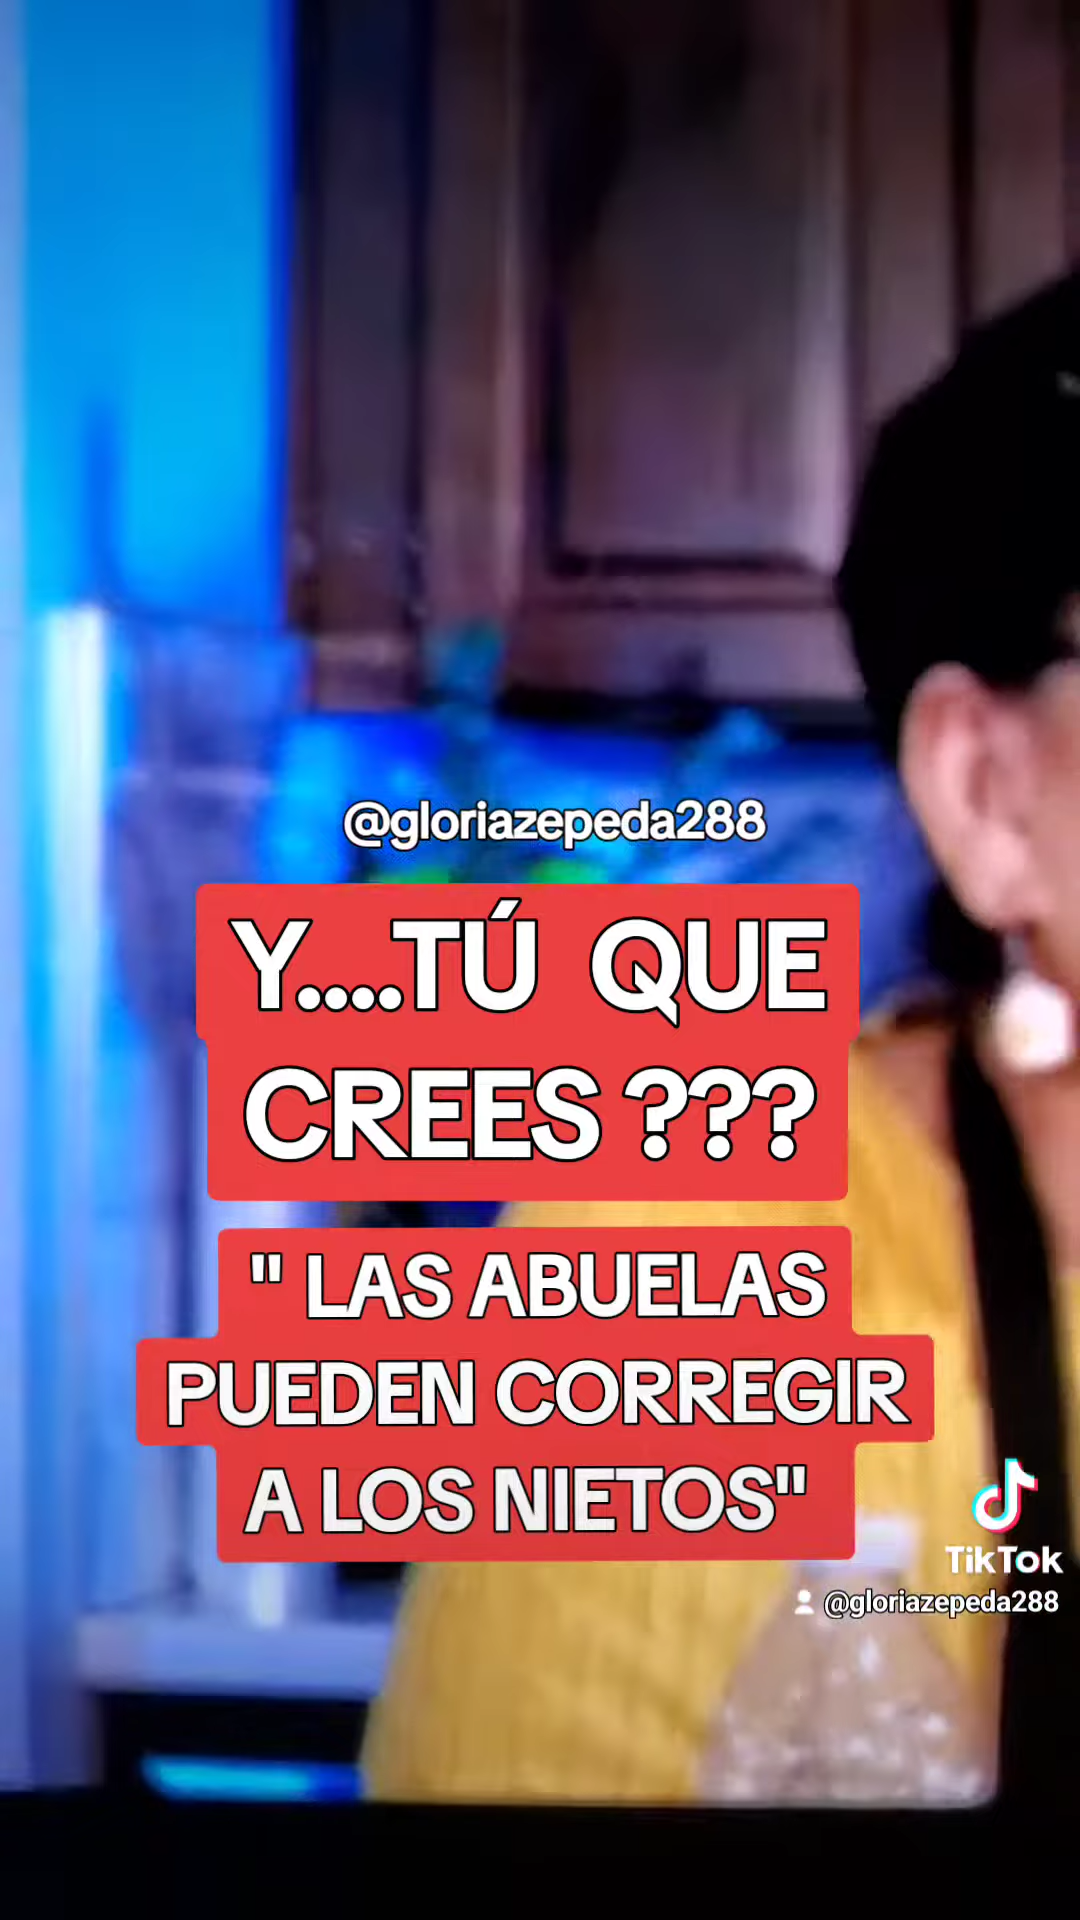 @gloriazepeda288
Y....TÚ QUE
CREES ???
" LAS ABUELAS
PUEDEN CORREGIR
A LOS NIETOS"
TikTok
@gloriazepeda288